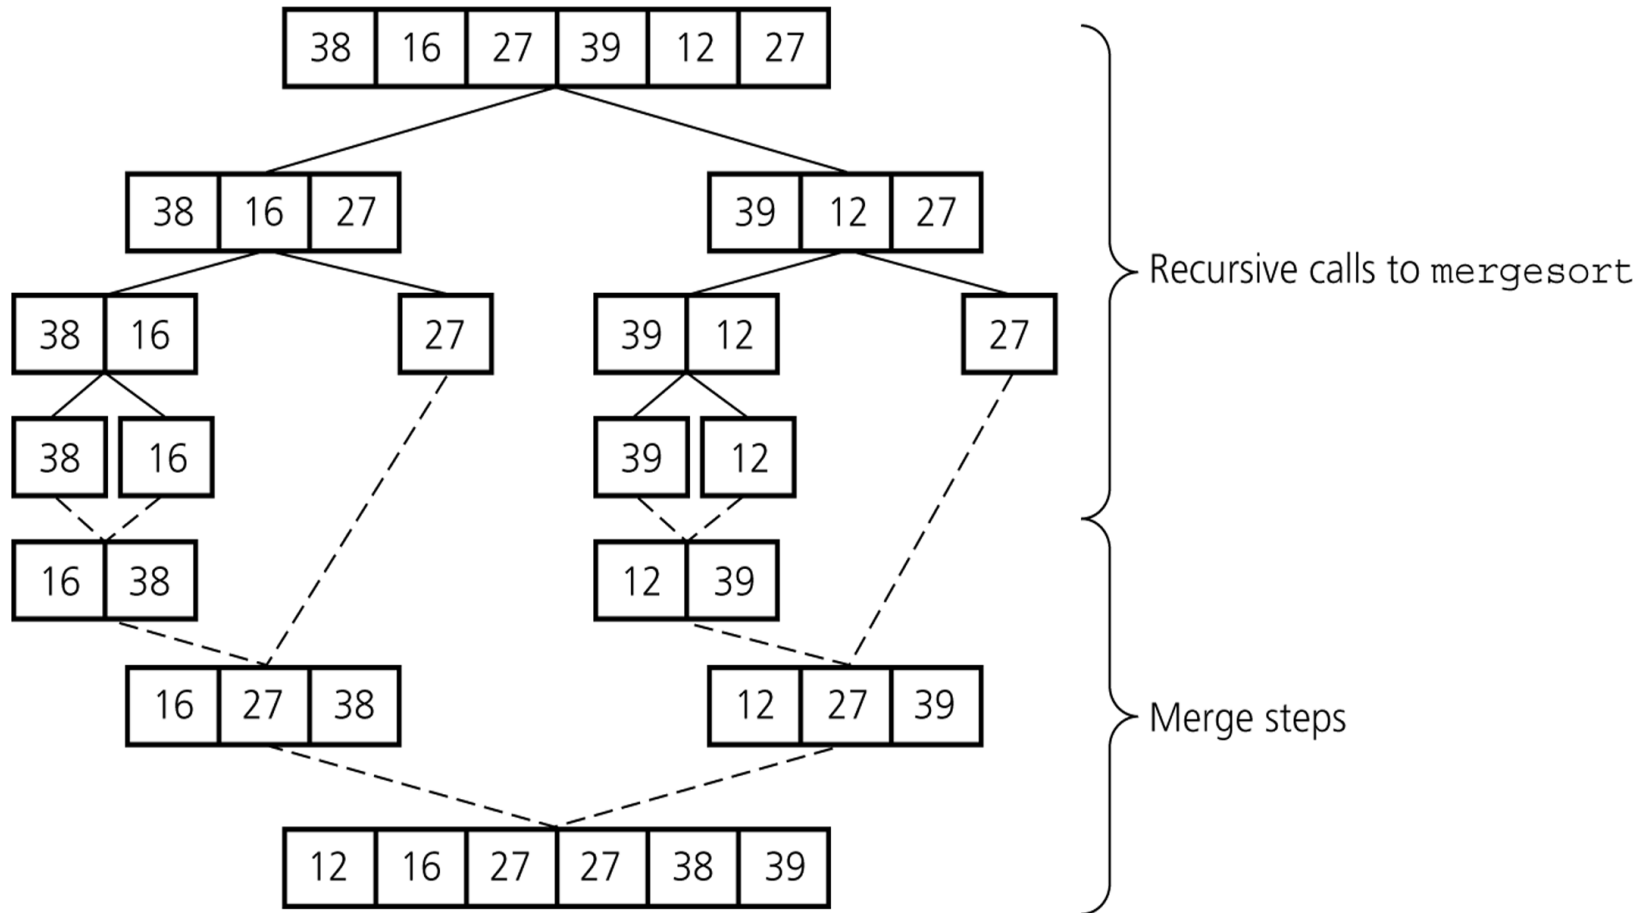 38 16 27 39 12 27
38 16 27 39 12 27
Recursive calls to mergesort
38 16 27 39 12 27
38 16 39 12
16 38 12 39
16 27 38 12 27 39
Merge steps
12 16 27 27 38 39